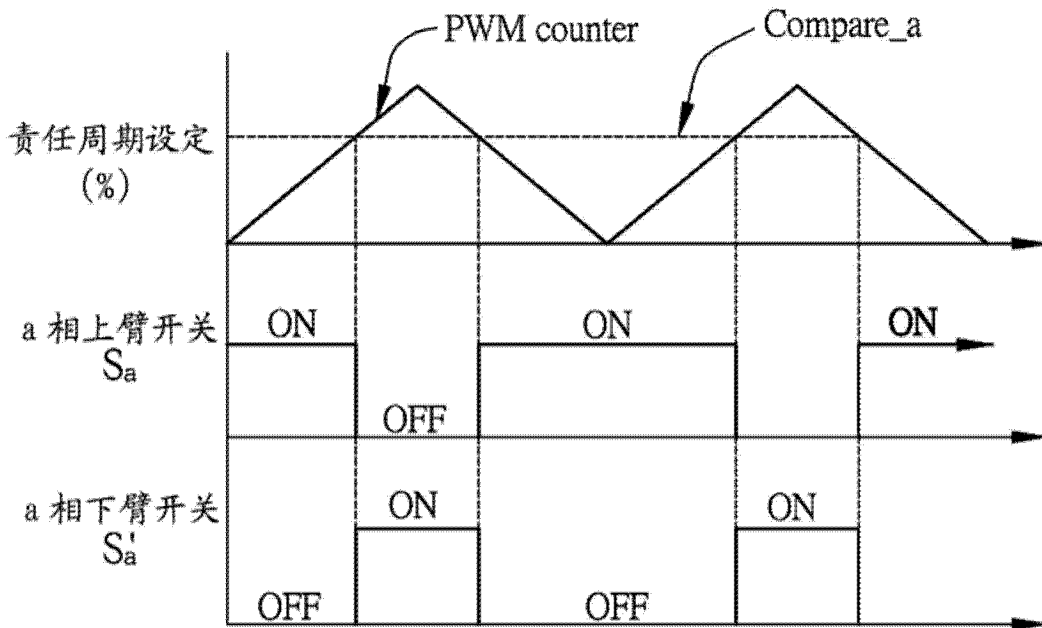 PWM counter
Compare_a
责任周期设定
(%)
a 相上臂开关
Sa
ON
ON
ON
OFF
a 相下臂开关
Sa'
ON
ON
OFF
OFF